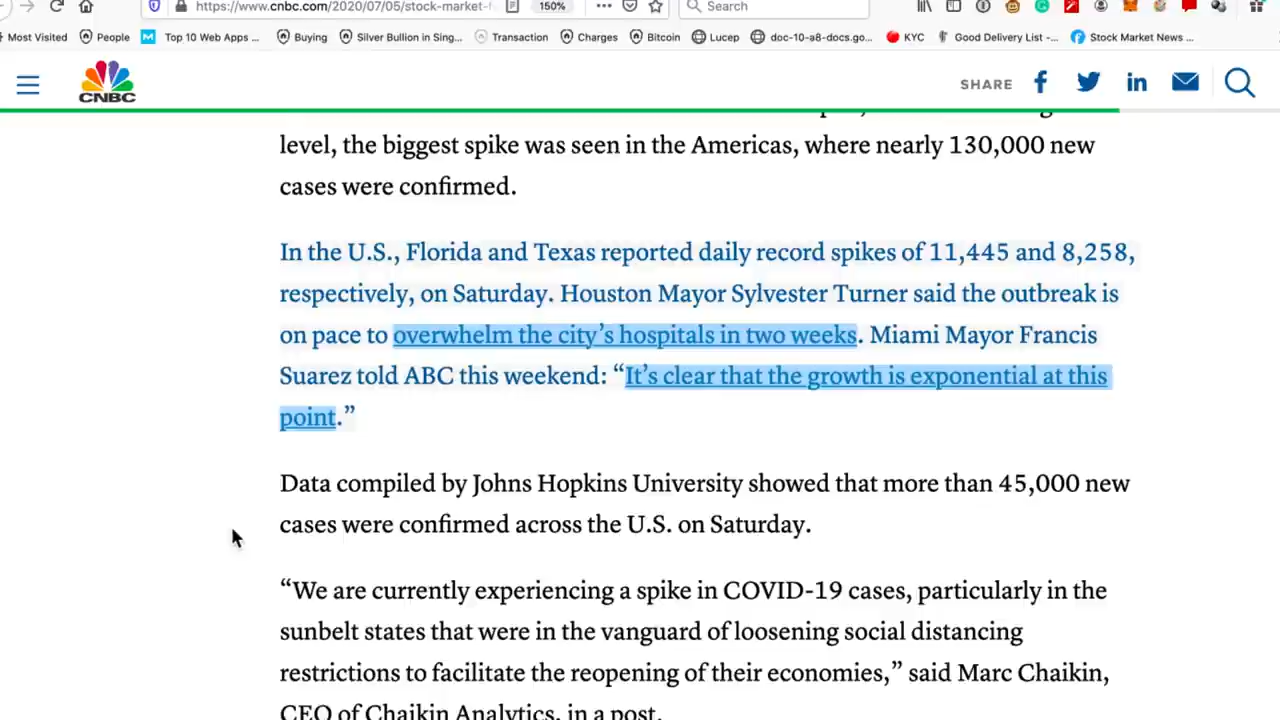 https://www.cnbc.com/2020/07/05/stock-market-f
150%
Search
Most Visited
People
Top 10 Web Apps ...
Buying
Silver Bullion in Sing...
Transaction
Charges
Bitcoin
Lucep
doc-10-a8-docs.go...
KYC
Good Delivery List -...
Stock Market News ...
CNBC
SHARE
level, the biggest spike was seen in the Americas, where nearly 130,000 new
cases were confirmed.
In the U.S., Florida and Texas reported daily record spikes of 11,445 and 8,258,
respectively, on Saturday. Houston Mayor Sylvester Turner said the outbreak is
on pace to overwhelm the city’s hospitals in two weeks. Miami Mayor Francis
Suarez told ABC this weekend: “It’s clear that the growth is exponential at this
point.”
Data compiled by Johns Hopkins University showed that more than 45,000 new
cases were confirmed across the U.S. on Saturday.
“We are currently experiencing a spike in COVID-19 cases, particularly in the
sunbelt states that were in the vanguard of loosening social distancing
restrictions to facilitate the reopening of their economies,” said Marc Chaikin,
CEO of Chaikin Analytics, in a post.